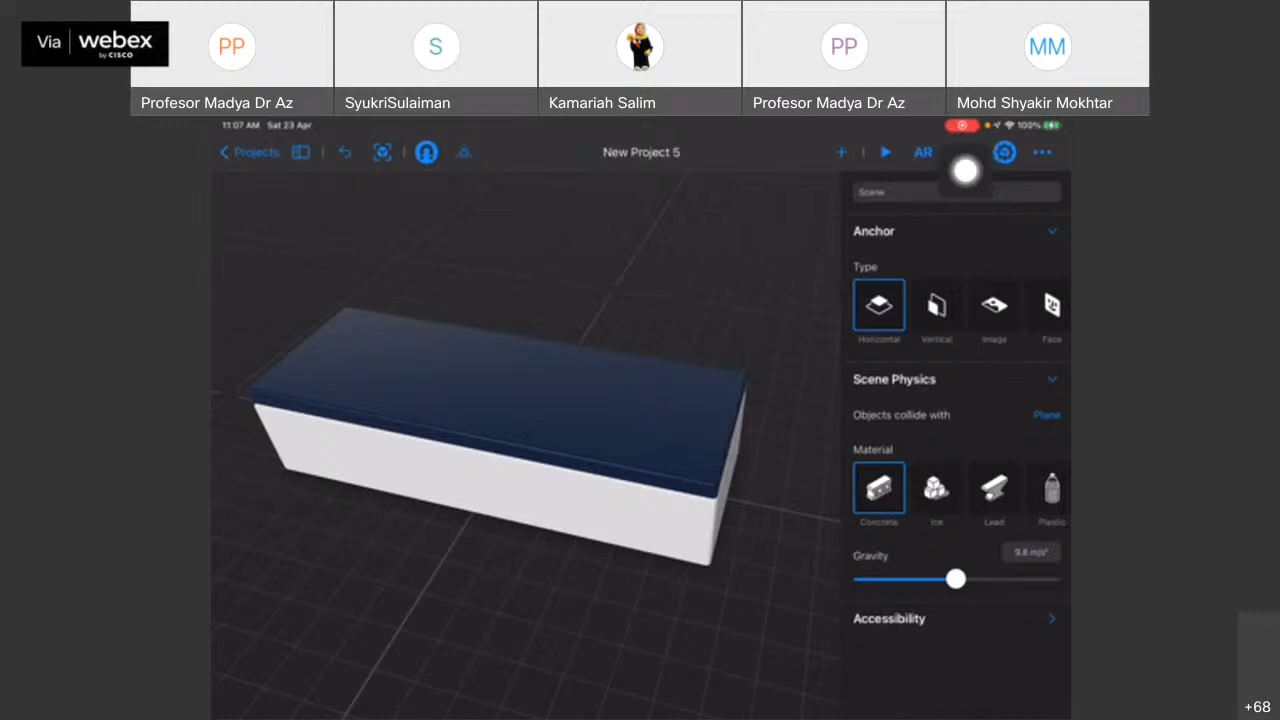 Via webex
by CISCO
PP
S
PP
MM
Profesor Madya Dr Az
SyukriSulaiman
Kamariah Salim
Profesor Madya Dr Az
Mohd Shyakir Mokhtar
11:07 AM Sat 23 Apr
100%
Projects
New Project 5
AR
Scene
Anchor
Type
Horizontal
Vertical
Image
Face
Scene Physics
Objects collide with
Plane
Material
Concrete
Ice
Lead
Plastic
Gravity
9.8 m/s²
Accessibility
+68